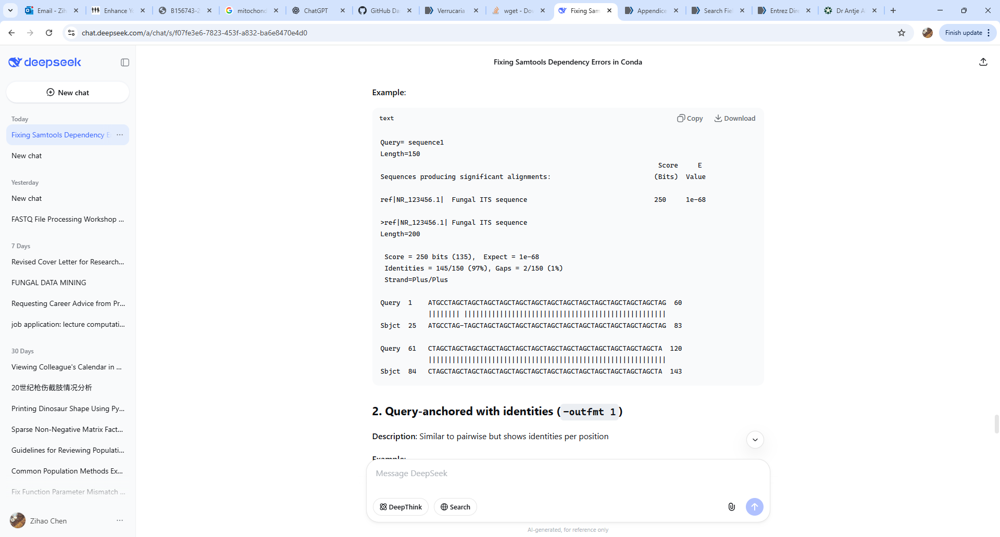 Email - Zih
Enhance Y
B156743-2
mitochond
ChatGPT
GitHub Da
Verrucaria
wget - Dov
Fixing Sam
Appendice
Search Fiel
Entrez Dire
Dr Antje A
chat.deepseek.com/a/chat/s/f07fe3e6-7823-453f-a832-ba6e8470e4d0
Finish update
deepseek
New chat
Today
Fixing Samtools Dependency E
New chat
Yesterday
New chat
FASTQ File Processing Workshop ...
7 Days
Revised Cover Letter for Research...
FUNGAL DATA MINING
Requesting Career Advice from Pr...
job application: lecture computati...
30 Days
Viewing Colleague's Calendar in ...
20世纪枪伤截肢情况分析
Printing Dinosaur Shape Using Py...
Sparse Non-Negative Matrix Fact...
Guidelines for Reviewing Populati...
Common Population Methods Ex...
Fix Function Parameter Mismatch ...
Zihao Chen
Fixing Samtools Dependency Errors in Conda
Example:
text
Copy
Download
Query= sequence1
Length=150
Score     E
Sequences producing significant alignments:                          (Bits)  Value
ref|NR_123456.1|  Fungal ITS sequence                                250     1e-68
>ref|NR_123456.1| Fungal ITS sequence
Length=200
Score = 250 bits (135),  Expect = 1e-68
Identities = 145/150 (97%), Gaps = 2/150 (1%)
Strand=Plus/Plus
Query  1    ATGCCTAGCTAGCTAGCTAGCTAGCTAGCTAGCTAGCTAGCTAGCTAGCTAGCTAGCTAG  60
|||||||| |||||||||||||||||||||||||||||||||||||||||||||||||||
Sbjct  25   ATGCCTAG-TAGCTAGCTAGCTAGCTAGCTAGCTAGCTAGCTAGCTAGCTAGCTAGCTAG  83
Query  61   CTAGCTAGCTAGCTAGCTAGCTAGCTAGCTAGCTAGCTAGCTAGCTAGCTAGCTAGCTA  120
||||||||||||||||||||||||||||||||||||||||||||||||||||||||||||
Sbjct  84   CTAGCTAGCTAGCTAGCTAGCTAGCTAGCTAGCTAGCTAGCTAGCTAGCTAGCTAGCTA  143
2. Query-anchored with identities (-outfmt 1)
Description: Similar to pairwise but shows identities per position
Example:
Message DeepSeek
DeepThink
Search
AI-generated, for reference only